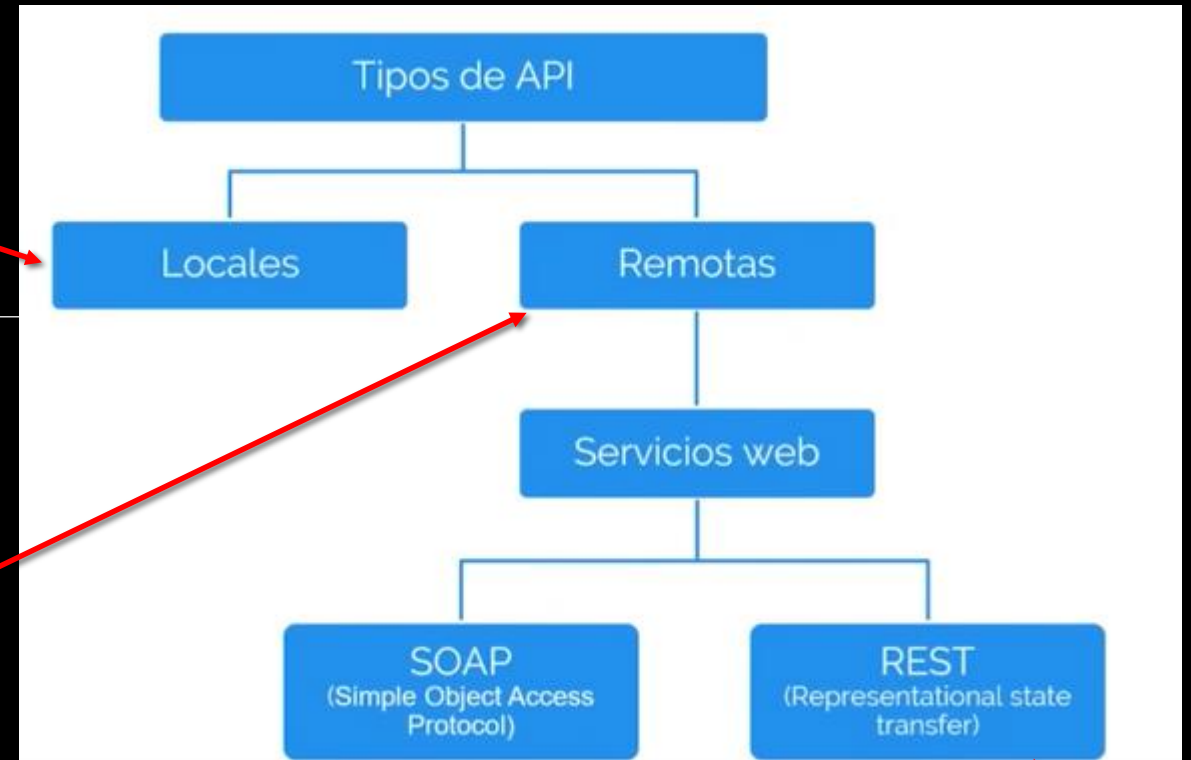 Tipos de API
Locales
Remotas
Servicios web
SOAP
(Simple Object Access
Protocol)
REST
(Representational state
transfer)